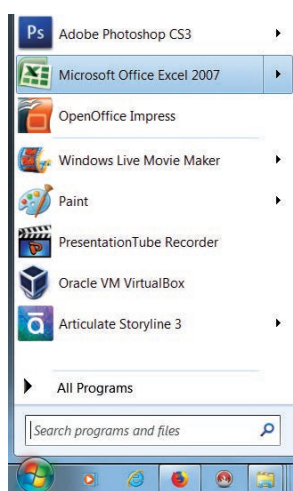 Ps Adobe Photoshop CS3
Microsoft Office Excel 2007
OpenOffice Impress
Windows Live Movie Maker
Paint
PresentationTube Recorder
Oracle VM VirtualBox
a Articulate Storyline 3
All Programs
Search programs and files